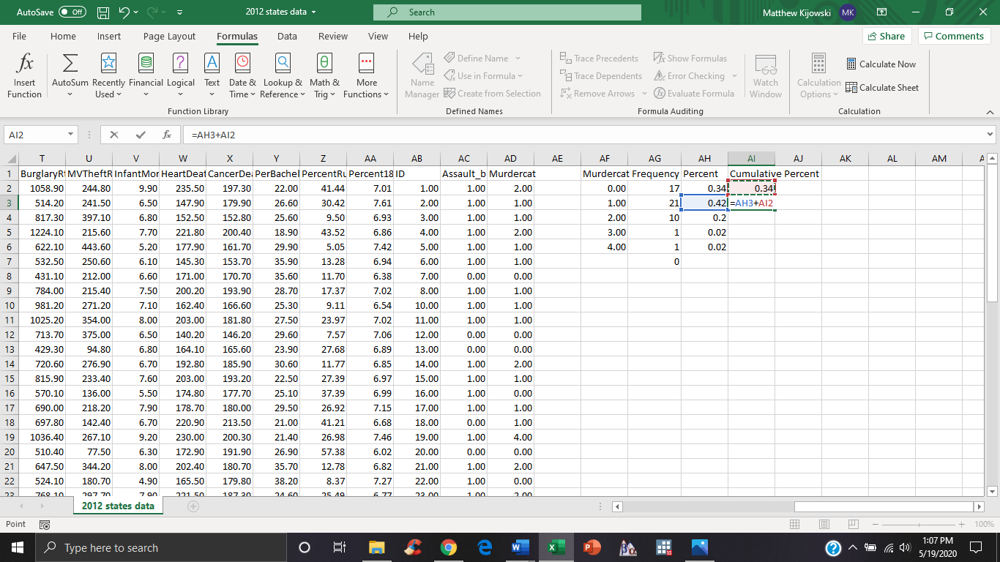 AutoSave Off 2012 states data Search Matthew Kijowski MK
File Home Insert Page Layout Formulas Data Review View Help Share Comments
fx Insert Function
Σ AutoSum
Recently Used
Financial
Logical
A Text
Date & Time
Lookup & Reference
θ Math & Trig
More Functions
Function Library
Name Manager
Define Name
Use in Formula
Create from Selection
Defined Names
Trace Precedents
Trace Dependents
Remove Arrows
Show Formulas
Error Checking
Evaluate Formula
Watch Window
Formula Auditing
Calculation Options
Calculate Now
Calculate Sheet
Calculation
AI2 fx =AH3+AI2
T U V W X Y Z AA AB AC AD AE AF AG AH AI AJ AK AL AM
1 BurglaryRt MVTheftR InfantMor HeartDeat CancerDea PerBachel PercentRu Percent18 ID Assault_b Murdercat Murdercat Frequency Percent Cumulative Percent
2 1058.90 244.80 9.90 235.50 197.30 22.00 41.44 7.01 1.00 1.00 2.00 0.00 17 0.34 0.34
3 514.20 241.50 6.50 147.90 179.90 26.60 30.42 7.61 2.00 1.00 1.00 1.00 21 0.42 =AH3+AI2
4 817.30 397.10 6.80 152.50 152.80 25.60 9.50 6.93 3.00 1.00 1.00 2.00 10 0.2
5 1224.10 215.60 7.70 221.80 200.40 18.90 43.52 6.86 4.00 1.00 2.00 3.00 1 0.02
6 622.10 443.60 5.20 177.90 161.70 29.90 5.05 7.42 5.00 1.00 1.00 4.00 1 0.02
7 532.50 250.60 6.10 145.30 153.70 35.90 13.28 6.94 6.00 1.00 1.00 0
8 431.10 212.00 6.60 171.00 170.70 35.60 11.70 6.38 7.00 0.00 0.00
9 784.00 215.40 7.50 200.20 193.90 28.70 17.37 7.02 8.00 1.00 1.00
10 981.20 271.20 7.10 162.40 166.60 25.30 9.11 6.54 10.00 1.00 1.00
11 1025.20 354.00 8.00 203.00 181.80 27.50 23.97 7.02 11.00 1.00 1.00
12 713.70 375.00 6.50 140.20 146.20 29.60 7.57 7.06 12.00 0.00 0.00
13 429.30 94.80 6.80 164.10 165.60 23.90 27.68 6.89 13.00 0.00 0.00
14 720.60 276.90 6.70 192.80 185.90 30.60 11.77 6.85 14.00 1.00 2.00
15 815.90 233.40 7.60 203.00 193.20 22.50 27.39 6.97 15.00 1.00 1.00
16 570.10 136.00 5.50 174.80 177.70 25.10 37.39 6.99 16.00 1.00 0.00
17 690.00 218.20 7.90 178.70 180.00 29.50 26.92 7.15 17.00 1.00 1.00
18 697.80 142.40 6.70 220.90 213.50 21.00 41.21 6.68 18.00 0.00 1.00
19 1036.40 267.10 9.20 230.00 200.30 21.40 26.98 7.46 19.00 1.00 4.00
20 510.40 77.50 6.30 172.90 191.90 26.90 57.38 6.02 20.00 0.00 0.00
21 647.50 344.20 8.00 202.40 180.70 35.70 12.78 6.82 21.00 1.00 2.00
22 524.10 180.70 4.90 165.50 179.80 38.20 8.37 7.27 22.00 1.00 0.00
23 768.10 297.70 7.90 221.50 187.30 24.60 25.49 6.77 23.00 1.00 2.00
2012 states data
Point 100%
Type here to search
1:07 PM
5/19/2020